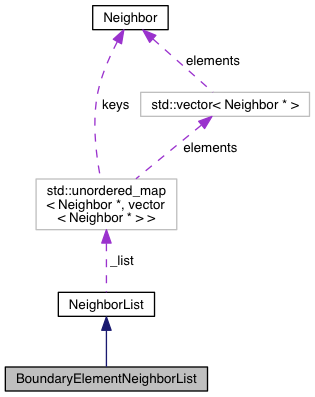 Neighbor
elements
keys
std::vector< Neighbor * >
elements
std::unordered_map
< Neighbor *, vector
< Neighbor * > >
_list
NeighborList
BoundaryElementNeighborList